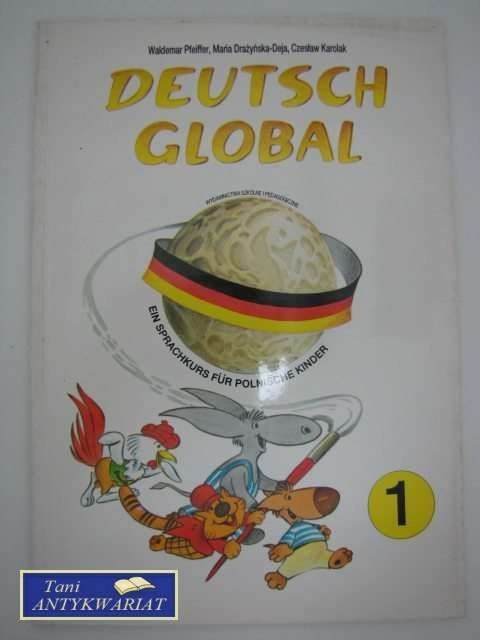 Waldemar Pfeiffer, Maria Drażyńska-Deja, Czesław Karolak
DEUTSCH
GLOBAL
WYDAWNICTWA SZKOLNE I PEDAGOGICZNE
EIN SPRACHKURS FÜR POLNISCHE KINDER
1
Tani
ANTYKWARIAT